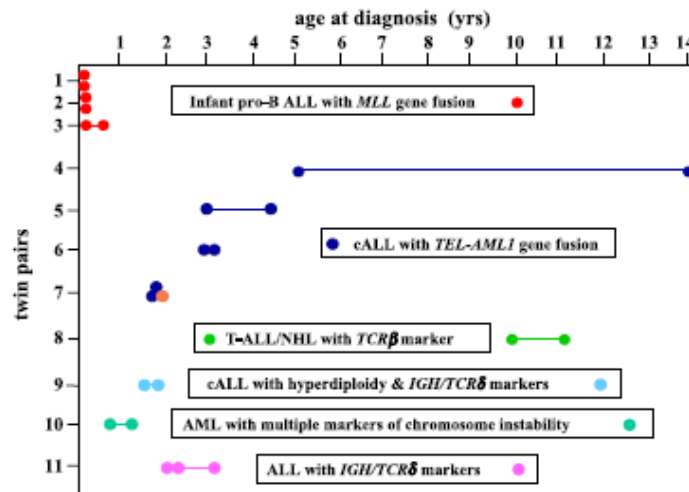 age at diagnosis (yrs)
1 2 3 4 5 6 7 8 9 10 11 12 13 14
twin pairs
1
Infant pro-B ALL with MLL gene fusion
2
3
4
5
cALL with TEL-AML1 gene fusion
6
7
8 T-ALL/NHL with TCRβ marker
9 cALL with hyperdiploidy & IGH/TCRδ markers
10 AML with multiple markers of chromosome instability
11 ALL with IGH/TCRδ markers